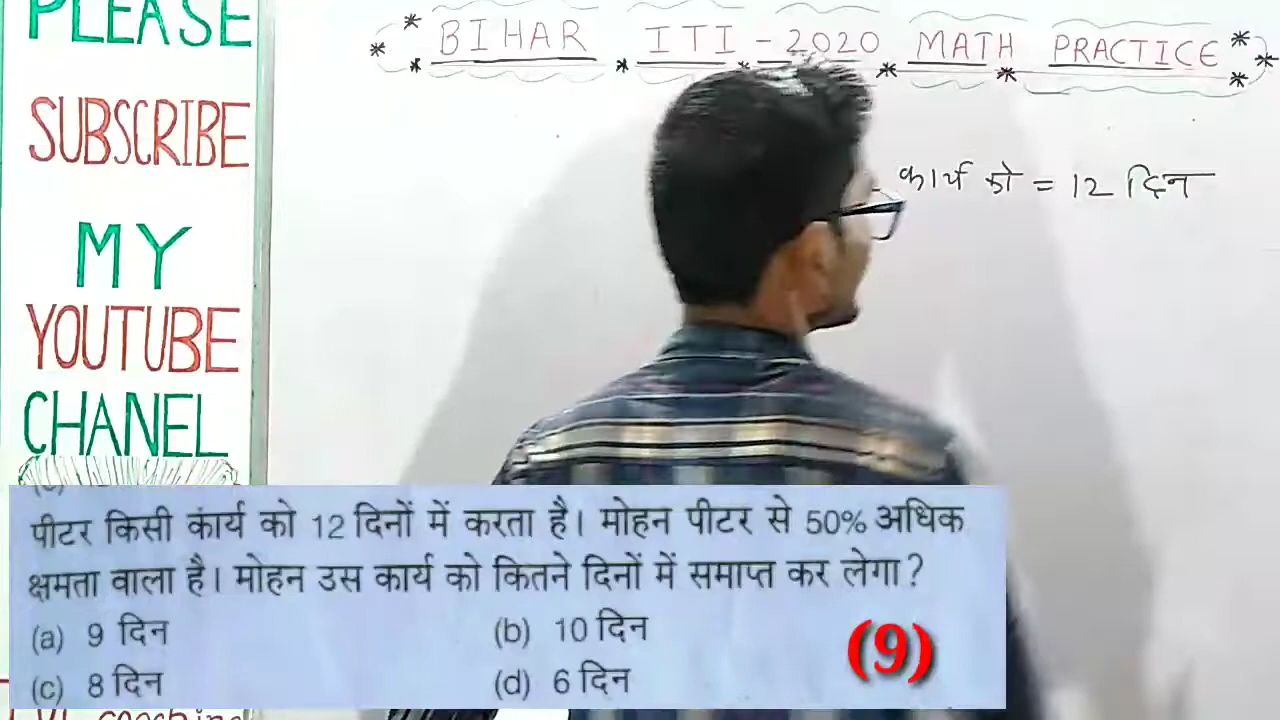 PLEASE
SUBSCRIBE
MY
YOUTUBE
CHANEL
* BIHAR * ITI - 2020 * MATH * PRACTICE *
कार्य को = 12 दिन
पीटर किसी कार्य को 12 दिनों में करता है। मोहन पीटर से 50% अधिक
क्षमता वाला है। मोहन उस कार्य को कितने दिनों में समाप्त कर लेगा?
(a) 9 दिन (b) 10 दिन
(c) 8 दिन (d) 6 दिन
(9)
coaching